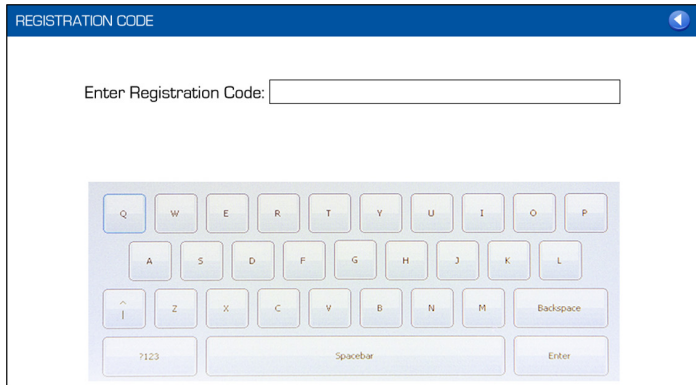 REGISTRATION CODE
Enter Registration Code:
Q W E R T Y U I O P
A S D F G H J K L
Z X C V B N M Backspace
?123 Spacebar Enter